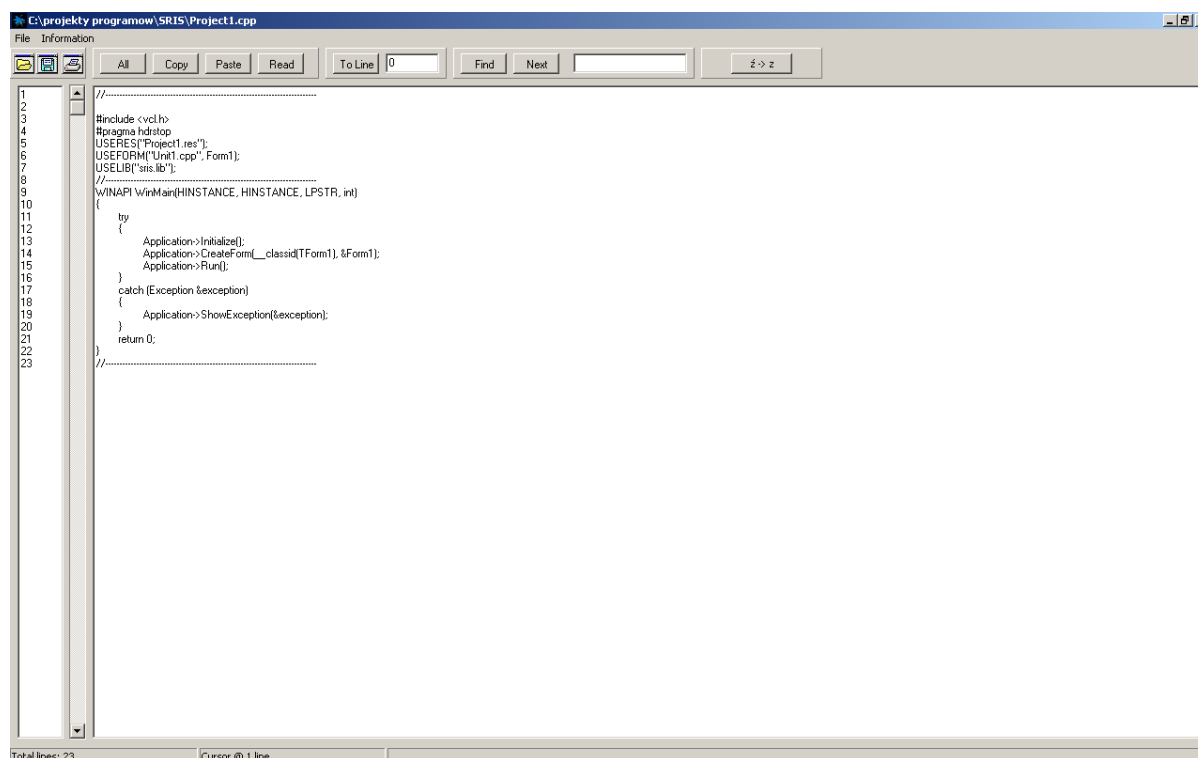 C:\projekty programow\SRIS\Project1.cpp
File Information
All Copy Paste Read To Line 0 Find Next ź -> z
1 //---------------------------------------------------------------------------
2
3 #include <vcl.h>
4 #pragma hdrstop
5 USERES("Project1.res");
6 USEFORM("Unit1.cpp", Form1);
7 USELIB("sris.lib");
8 //---------------------------------------------------------------------------
9 WINAPI WinMain(HINSTANCE, HINSTANCE, LPSTR, int)
10 {
11 try
12 {
13 Application->Initialize();
14 Application->CreateForm(__classid(TForm1), &Form1);
15 Application->Run();
16 }
17 catch (Exception &exception)
18 {
19 Application->ShowException(&exception);
20 }
21 return 0;
22 }
23 //---------------------------------------------------------------------------
Total lines: 23 Cursor @ 1 line